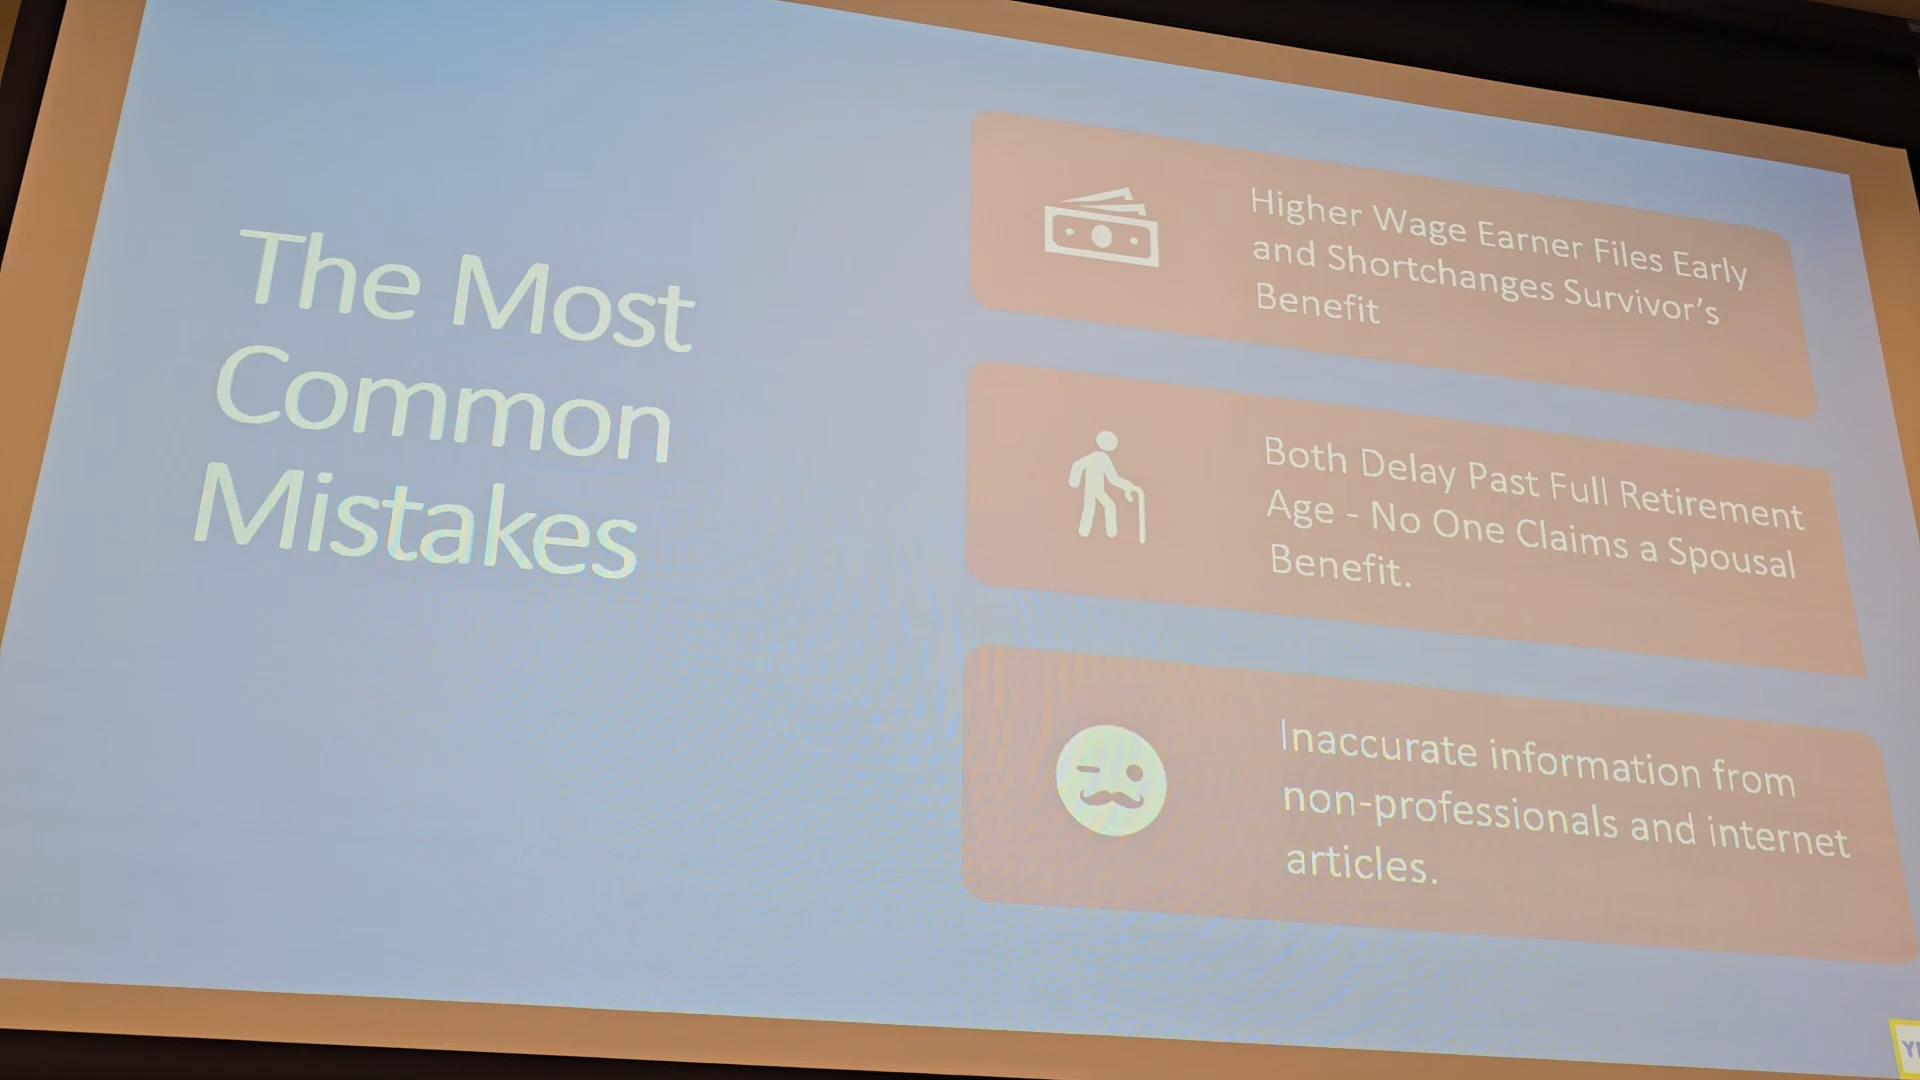 The Most
Common
Mistakes
Higher Wage Earner Files Early
and Shortchanges Survivor's
Benefit
Both Delay Past Full Retirement
Age - No One Claims a Spousal
Benefit.
Inaccurate information from
non-professionals and internet
articles.